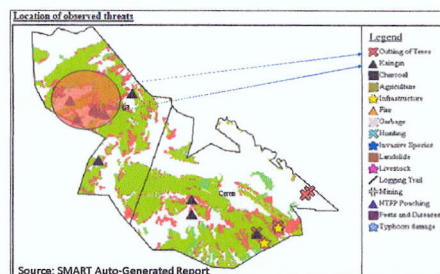 Location of observed threats
Legend
Cutting of Trees
Kaingin
Charcoal
Agriculture
Infrastructure
Fire
Garbage
Hunting
Invasive Species
Landslide
Livestock
Logging Trail
Mining
NTFP Poaching
Pests and Diseases
Typhoon damage
Source: SMART Auto-Generated Report